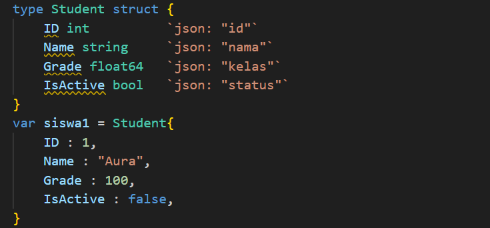 type Student struct {
    ID int          `json: "id"`
    Name string     `json: "nama"`
    Grade float64   `json: "kelas"`
    IsActive bool   `json: "status"`
}
var siswa1 = Student{
    ID : 1,
    Name : "Aura",
    Grade : 100,
    IsActive : false,
}